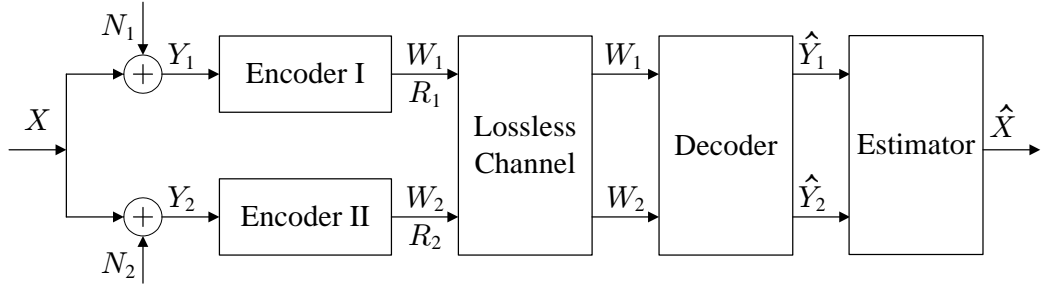 N₁
Y₁
Encoder I
W₁
R₁
X
Lossless
Channel
W₁
Decoder
Ŷ₁
Estimator
X̂
Y₂
Encoder II
W₂
R₂
W₂
Ŷ₂
N₂
+
+